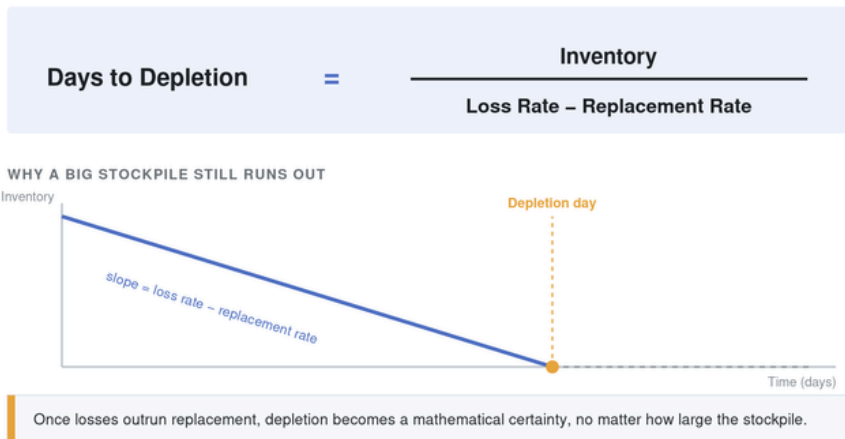 Inventory
Days to Depletion =
Loss Rate – Replacement Rate
WHY A BIG STOCKPILE STILL RUNS OUT
Inventory
Depletion day
slope = loss rate – replacement rate
Time (days)
Once losses outrun replacement, depletion becomes a mathematical certainty, no matter how large the stockpile.